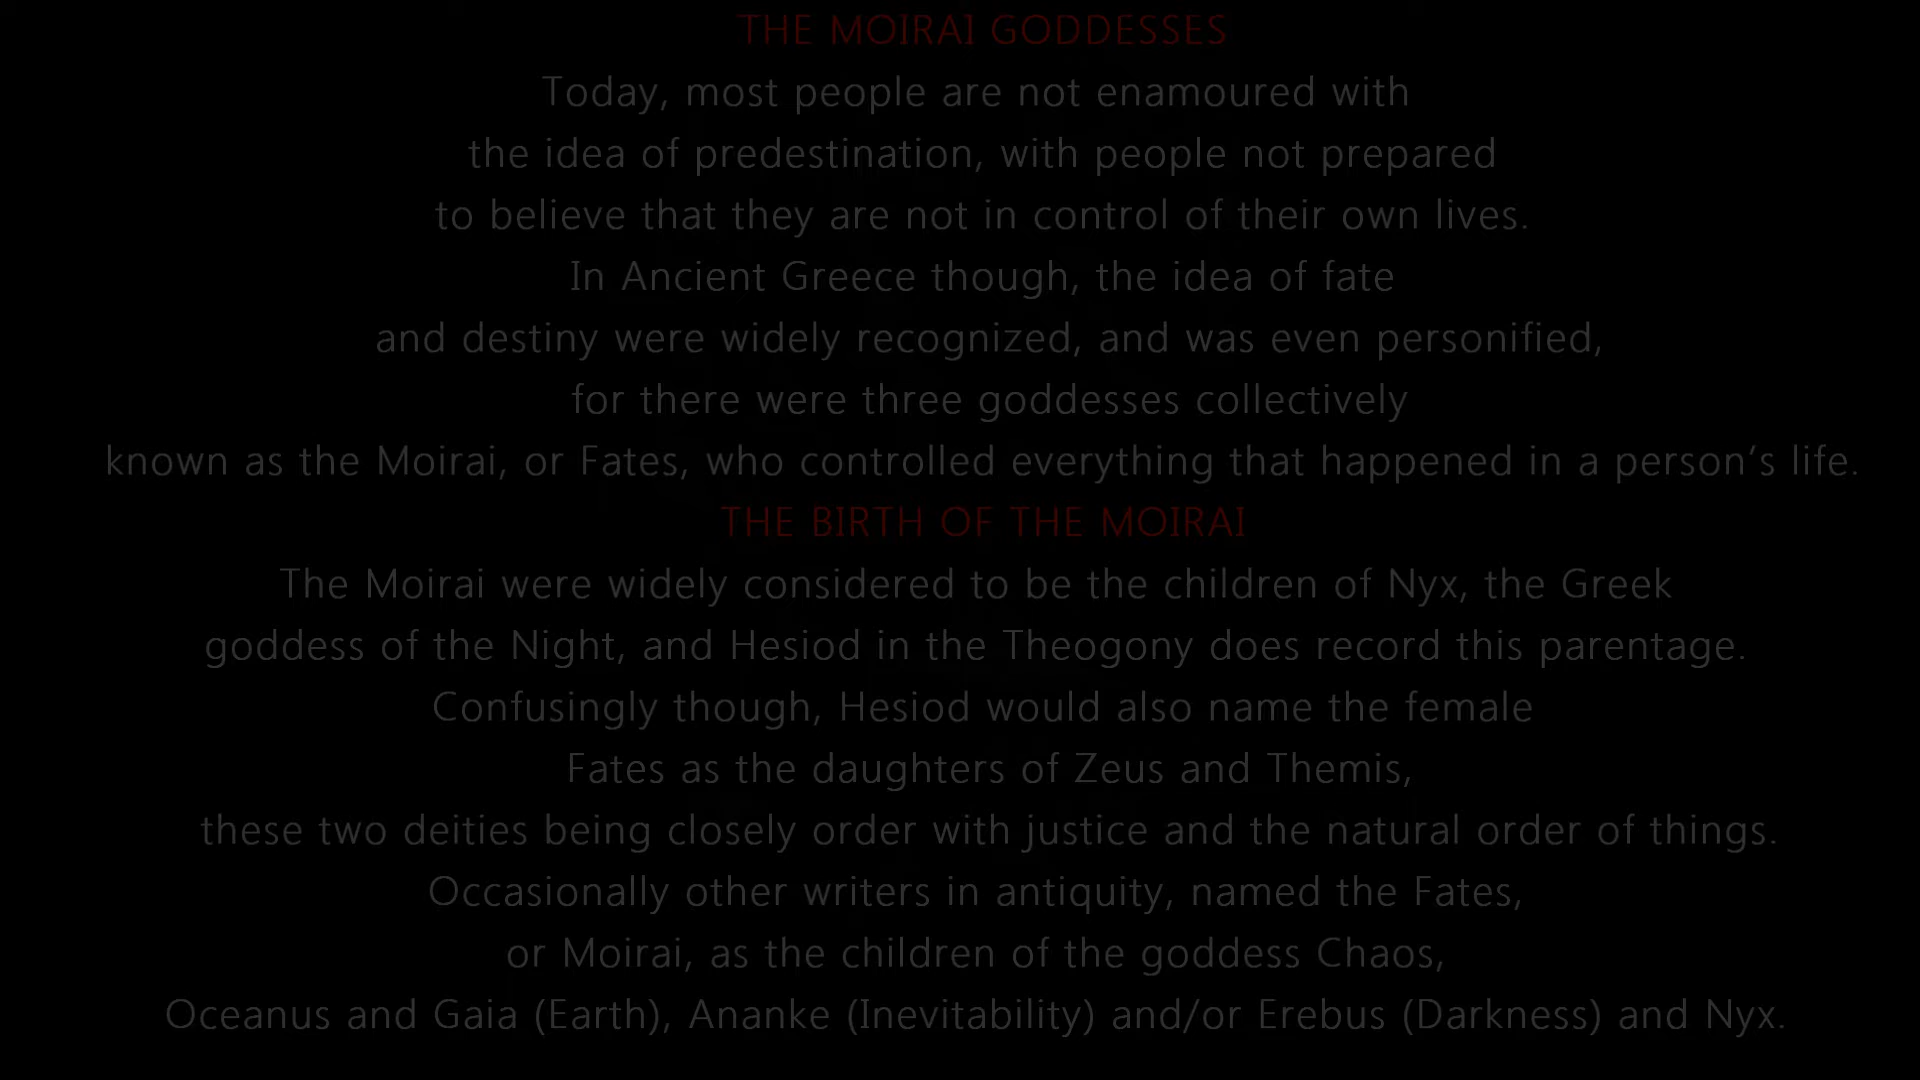 THE MOIRAI GODDESSES
Today, most people are not enamoured with
the idea of predestination, with people not prepared
to believe that they are not in control of their own lives.
In Ancient Greece though, the idea of fate
and destiny were widely recognized, and was even personified,
for there were three goddesses collectively
known as the Moirai, or Fates, who controlled everything that happened in a person’s life.
THE BIRTH OF THE MOIRAI
The Moirai were widely considered to be the children of Nyx, the Greek
goddess of the Night, and Hesiod in the Theogony does record this parentage.
Confusingly though, Hesiod would also name the female
Fates as the daughters of Zeus and Themis,
these two deities being closely order with justice and the natural order of things.
Occasionally other writers in antiquity, named the Fates,
or Moirai, as the children of the goddess Chaos,
Oceanus and Gaia (Earth), Ananke (Inevitability) and/or Erebus (Darkness) and Nyx.